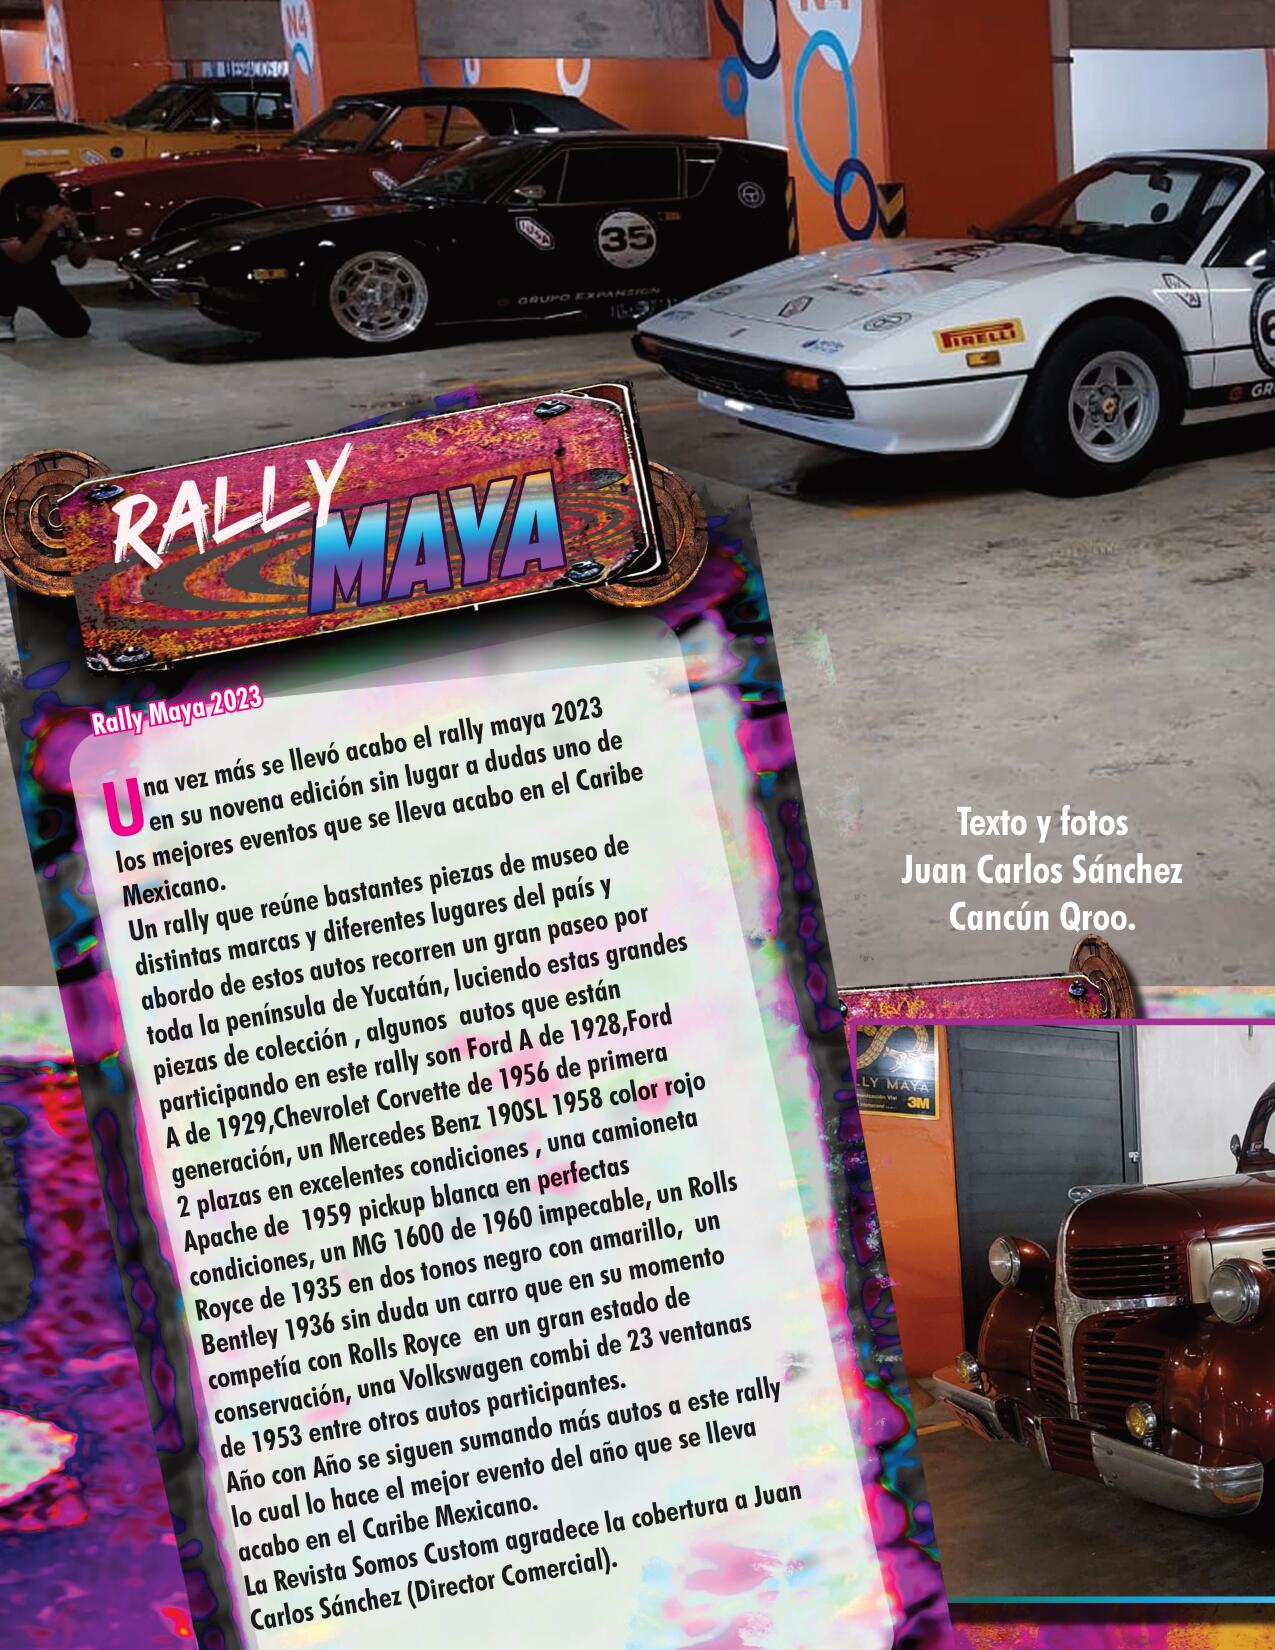 N4
N4
35
GRUPO EXPANSION
PIRELLI
GR
RALLY
MAYA
Rally Maya 2023
Una vez más se llevó acabo el rally maya 2023
en su novena edición sin lugar a dudas uno de
los mejores eventos que se lleva acabo en el Caribe
Mexicano.
Un rally que reúne bastantes piezas de museo de
distintas marcas y diferentes lugares del país y
abordo de estos autos recorren un gran paseo por
toda la península de Yucatán, luciendo estas grandes
piezas de colección , algunos autos que están
participando en este rally son Ford A de 1928,Ford
A de 1929,Chevrolet Corvette de 1956 de primera
generación, un Mercedes Benz 190SL 1958 color rojo
2 plazas en excelentes condiciones , una camioneta
Apache de 1959 pickup blanca en perfectas
condiciones, un MG 1600 de 1960 impecable, un Rolls
Royce de 1935 en dos tonos negro con amarillo, un
Bentley 1936 sin duda un carro que en su momento
competía con Rolls Royce en un gran estado de
conservación, una Volkswagen combi de 23 ventanas
de 1953 entre otros autos participantes.
Año con Año se siguen sumando más autos a este rally
lo cual lo hace el mejor evento del año que se lleva
acabo en el Caribe Mexicano.
La Revista Somos Custom agradece la cobertura a Juan
Carlos Sánchez (Director Comercial).
Texto y fotos
Juan Carlos Sánchez
Cancún Qroo.
LLY MAYA
3M